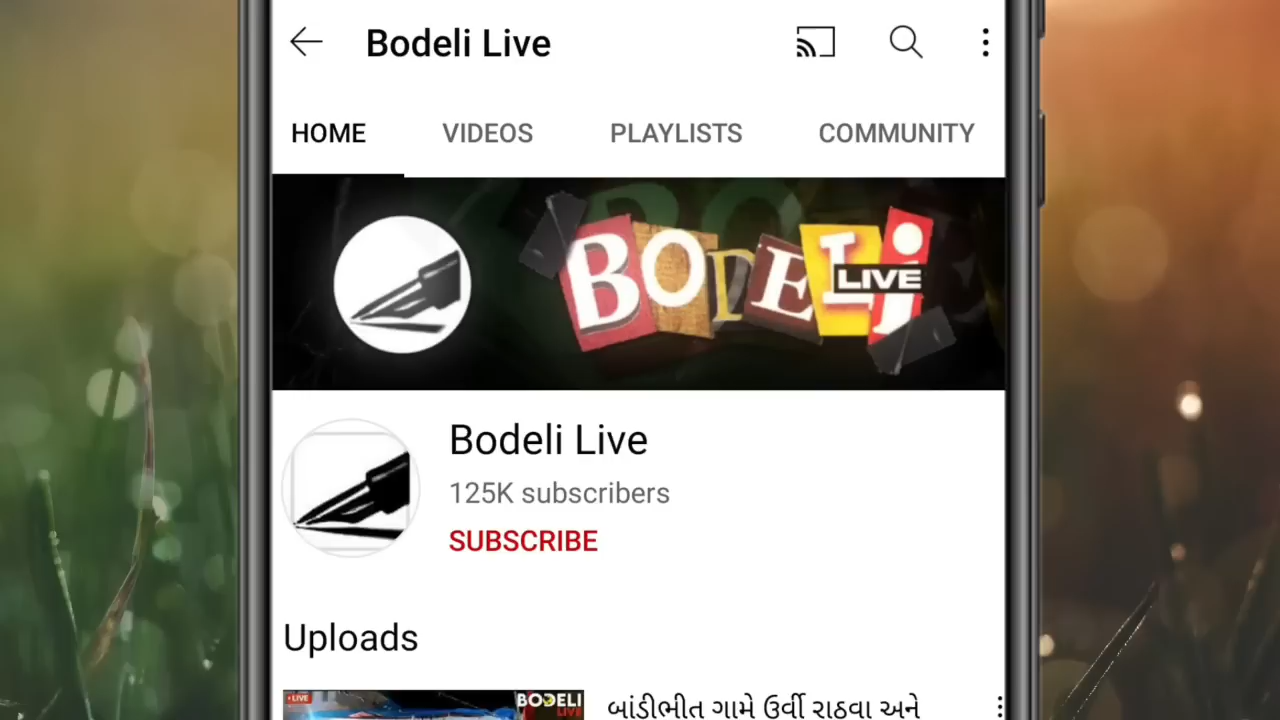 Bodeli Live
HOME VIDEOS PLAYLISTS COMMUNITY
BODELi
LIVE
Bodeli Live
125K subscribers
SUBSCRIBE
Uploads
LIVE
BODELI
LIVE
બાંડીભીત ગામે ઉર્વી રાઠવા અને